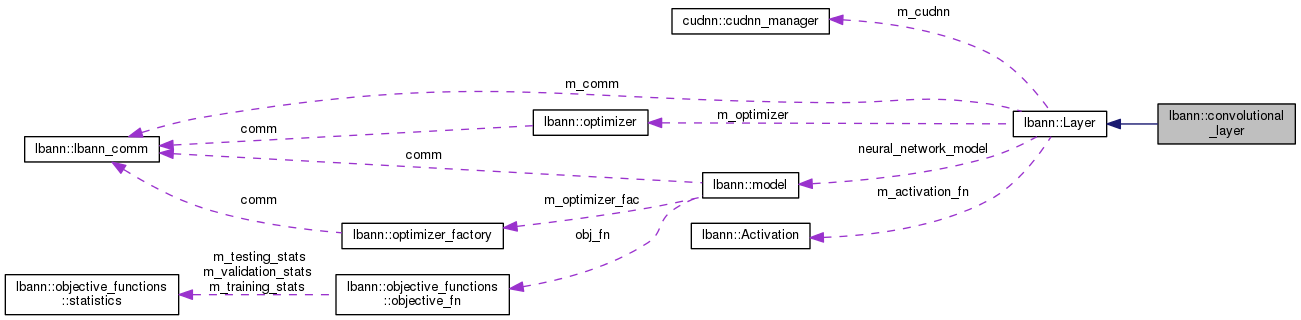 m_cudnn
cudnn::cudnn_manager
m_comm
lbann::convolutional
_layer
lbann::optimizer
m_optimizer
lbann::Layer
comm
lbann::lbann_comm
comm
neural_network_model
lbann::model
m_activation_fn
comm
m_optimizer_fac
lbann::optimizer_factory
obj_fn
lbann::Activation
m_testing_stats
m_validation_stats
m_training_stats
lbann::objective_functions
::statistics
lbann::objective_functions
::objective_fn